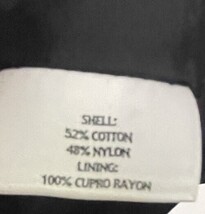 SHELL:
52% COTTON
48% NYLON
LINING:
100% CUPRO RAYON